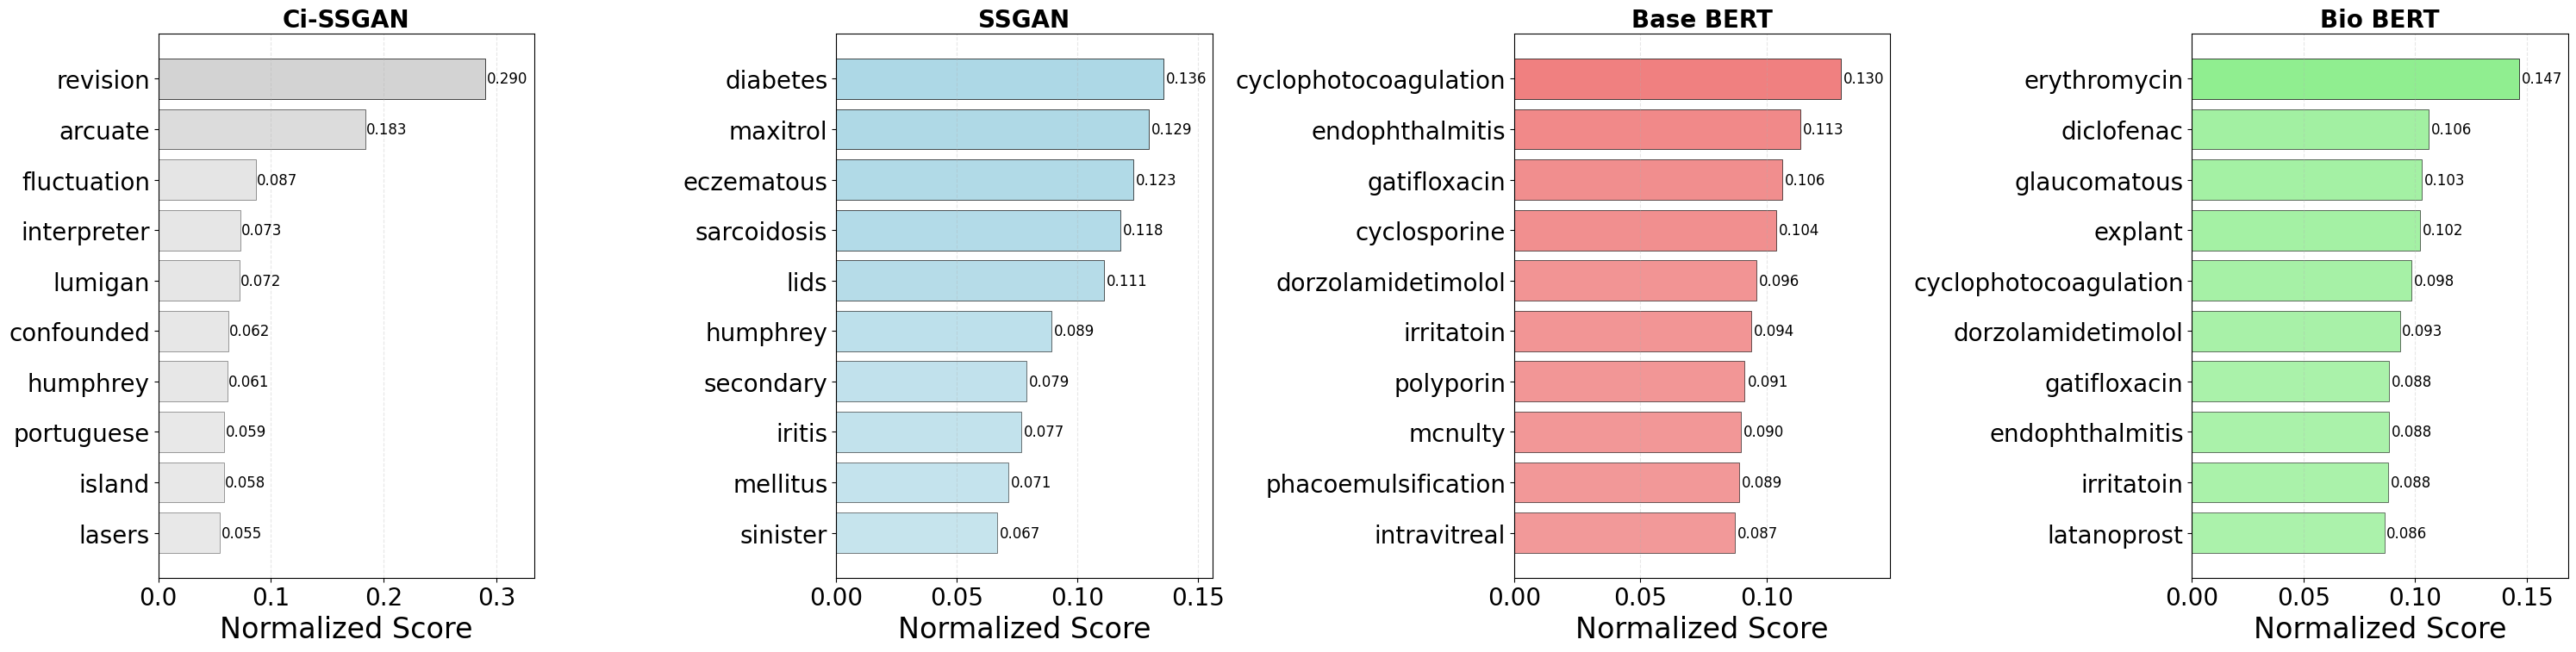 Ci-SSGAN
revision 0.290
arcuate 0.183
fluctuation 0.087
interpreter 0.073
lumigan 0.072
confounded 0.062
humphrey 0.061
portuguese 0.059
island 0.058
lasers 0.055
0.0 0.1 0.2 0.3
Normalized Score
SSGAN
diabetes 0.136
maxitrol 0.129
eczematous 0.123
sarcoidosis 0.118
lids 0.111
humphrey 0.089
secondary 0.079
iritis 0.077
mellitus 0.071
sinister 0.067
0.00 0.05 0.10 0.15
Normalized Score
Base BERT
cyclophotocoagulation 0.130
endophthalmitis 0.113
gatifloxacin 0.106
cyclosporine 0.104
dorzolamidetimolol 0.096
irritatoin 0.094
polyporin 0.091
mcnulty 0.090
phacoemulsification 0.089
intravitreal 0.087
0.00 0.05 0.10
Normalized Score
Bio BERT
erythromycin 0.147
diclofenac 0.106
glaucomatous 0.103
explant 0.102
cyclophotocoagulation 0.098
dorzolamidetimolol 0.093
gatifloxacin 0.088
endophthalmitis 0.088
irritatoin 0.088
latanoprost 0.086
0.00 0.05 0.10 0.15
Normalized Score